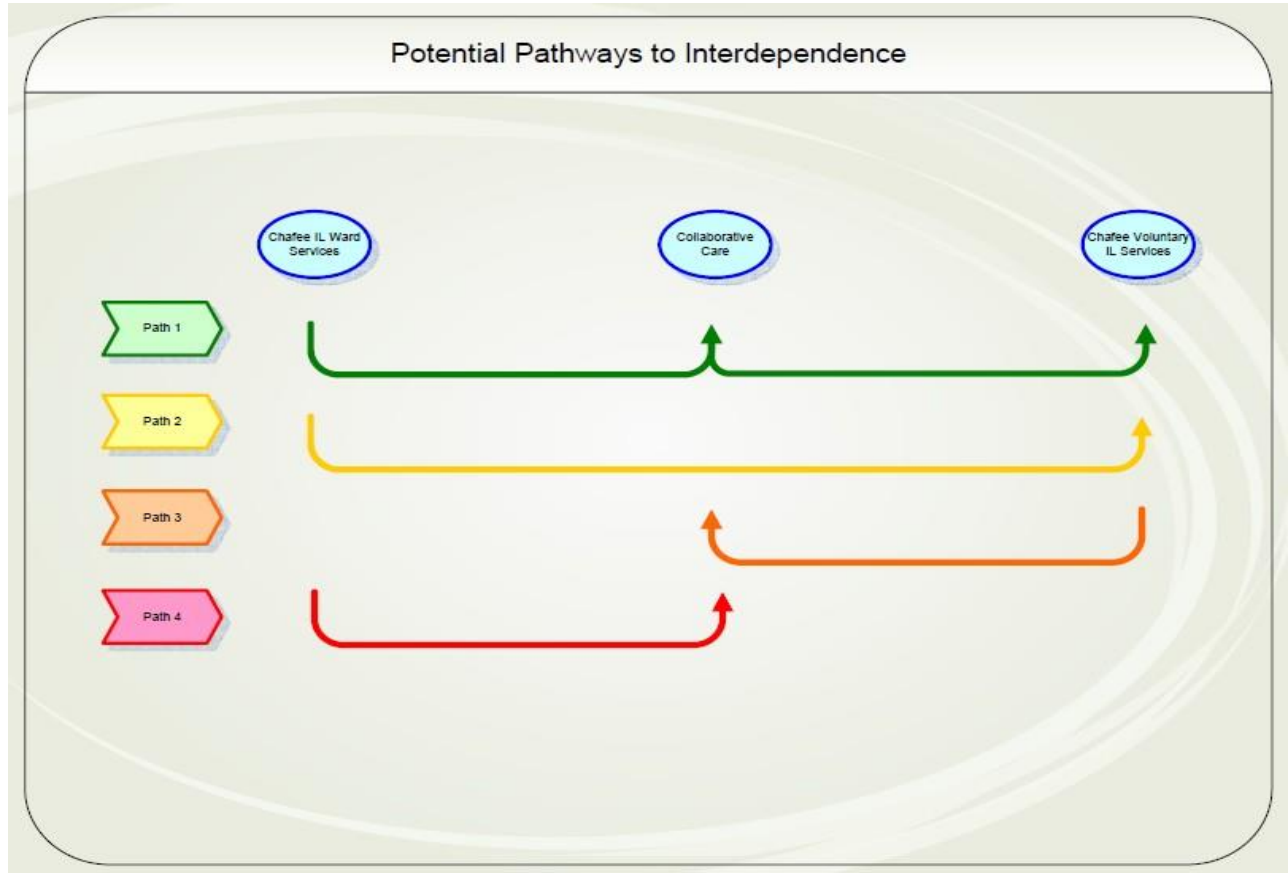 Potential Pathways to Interdependence
Chafee IL Ward
Services
Collaborative
Care
Chafee Voluntary
IL Services
Path 1
Path 2
Path 3
Path 4